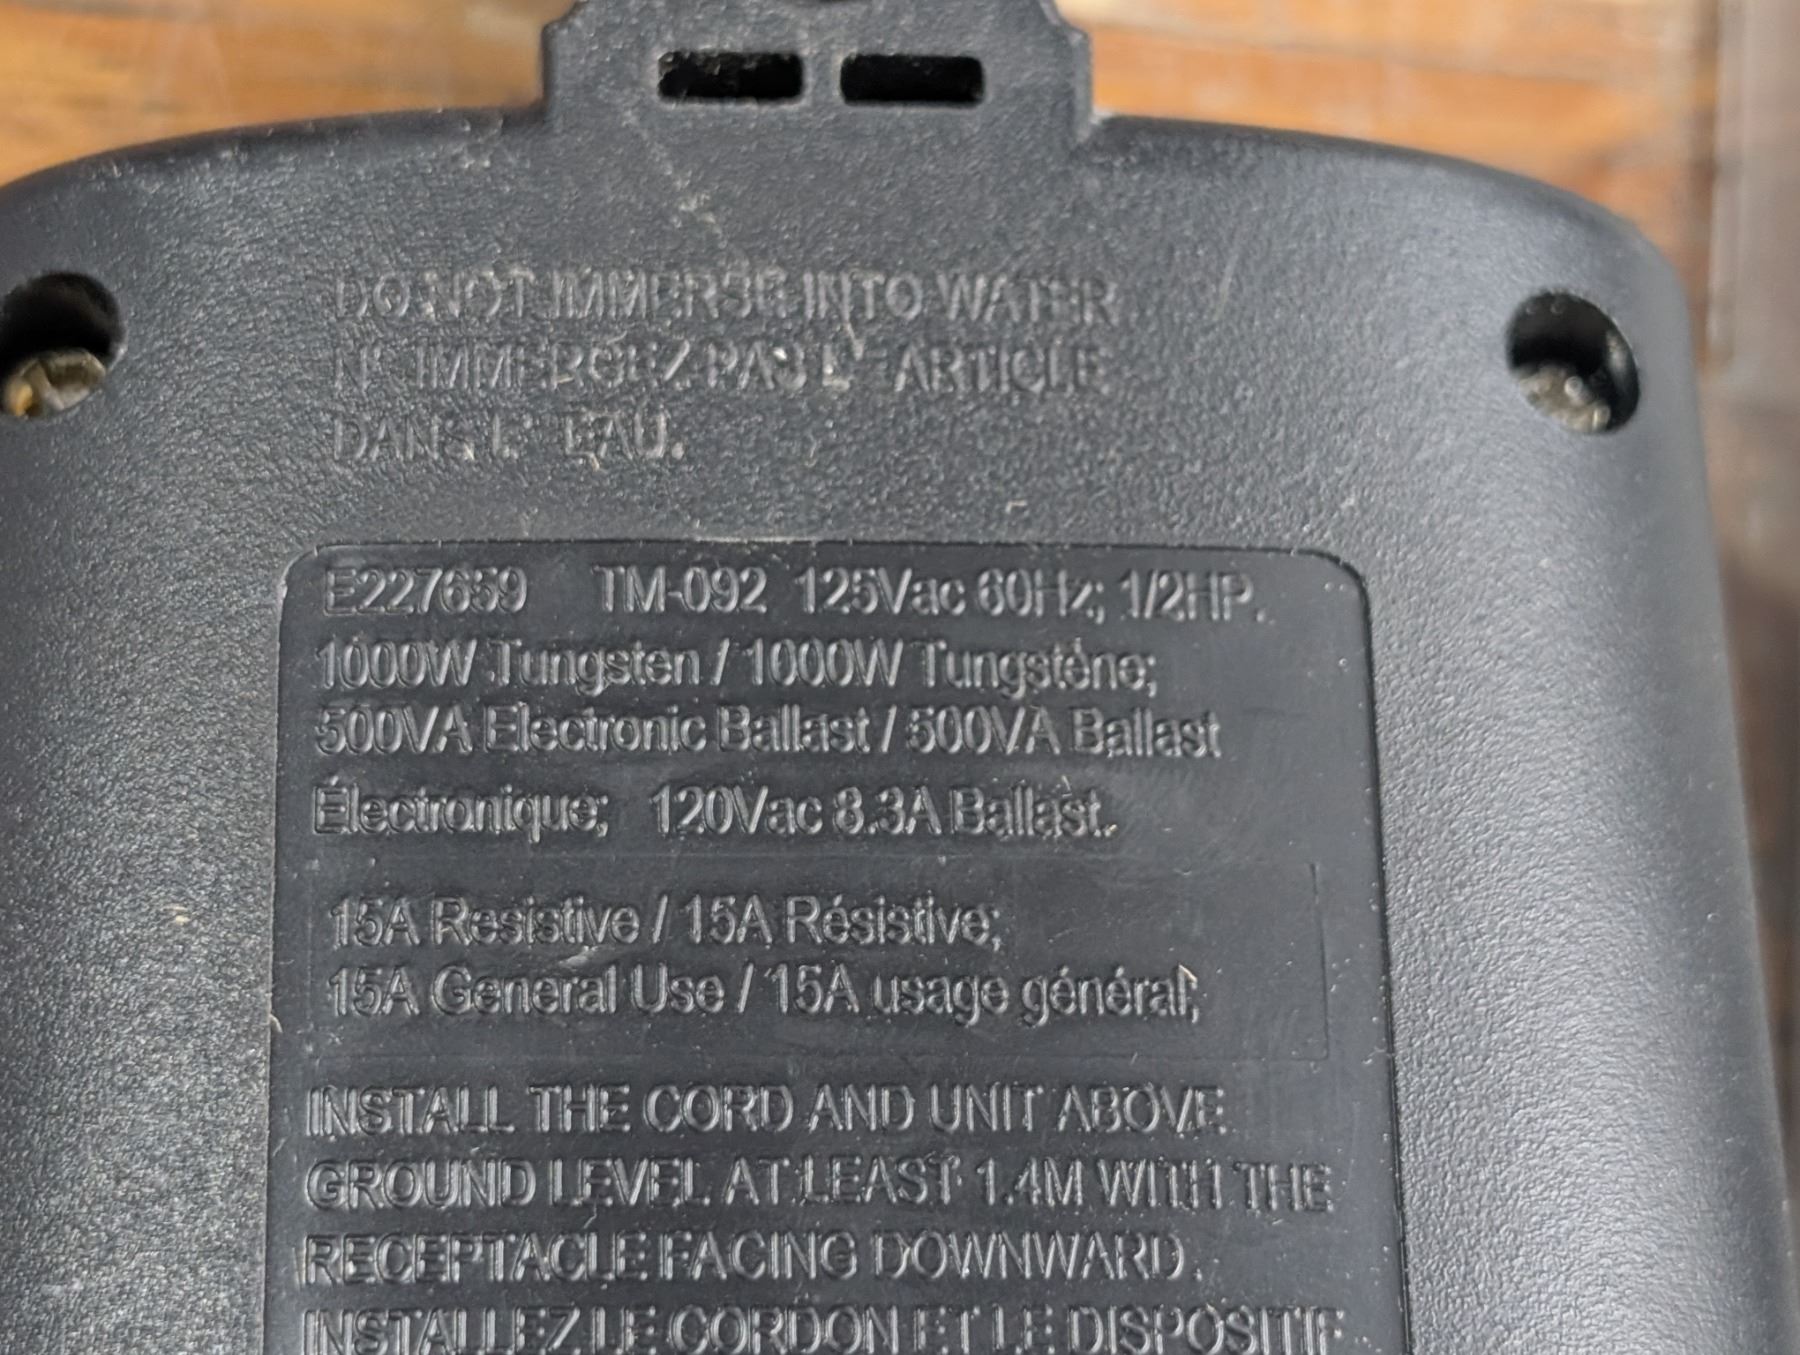 DO NOT IMMERSE INTO WATER
N' IMMERGEZ PAS L' ARTICLE
DANS L' EAU.
E227659 TM-092 125Vac 60Hz; 1/2HP.
1000W Tungsten / 1000W Tungstène;
500VA Electronic Ballast / 500VA Ballast
Électronique; 120Vac 8.3A Ballast.
15A Resistive / 15A Résistive;
15A General Use / 15A usage général;
INSTALL THE CORD AND UNIT ABOVE
GROUND LEVEL AT LEAST 1.4M WITH THE
RECEPTACLE FACING DOWNWARD.
INSTALLEZ LE CORDON ET LE DISPOSITIF